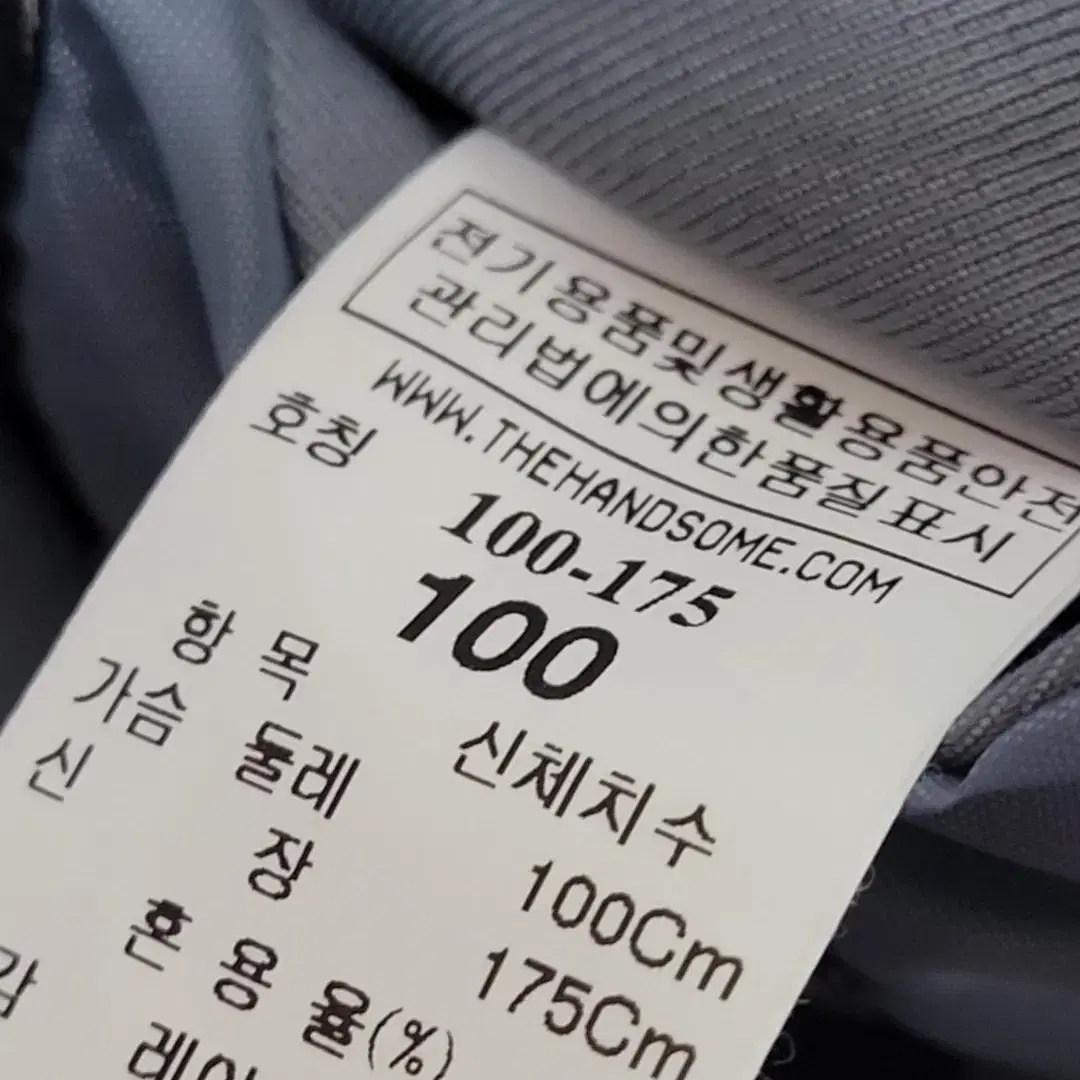 전기용품및생활용품안전
관리법에의한품질표시
WWW.THEHANDSOME.COM
호칭 100-175
100
항 목 신체치수
가슴 둘레 100Cm
신 장 175Cm
혼 용 율(%)